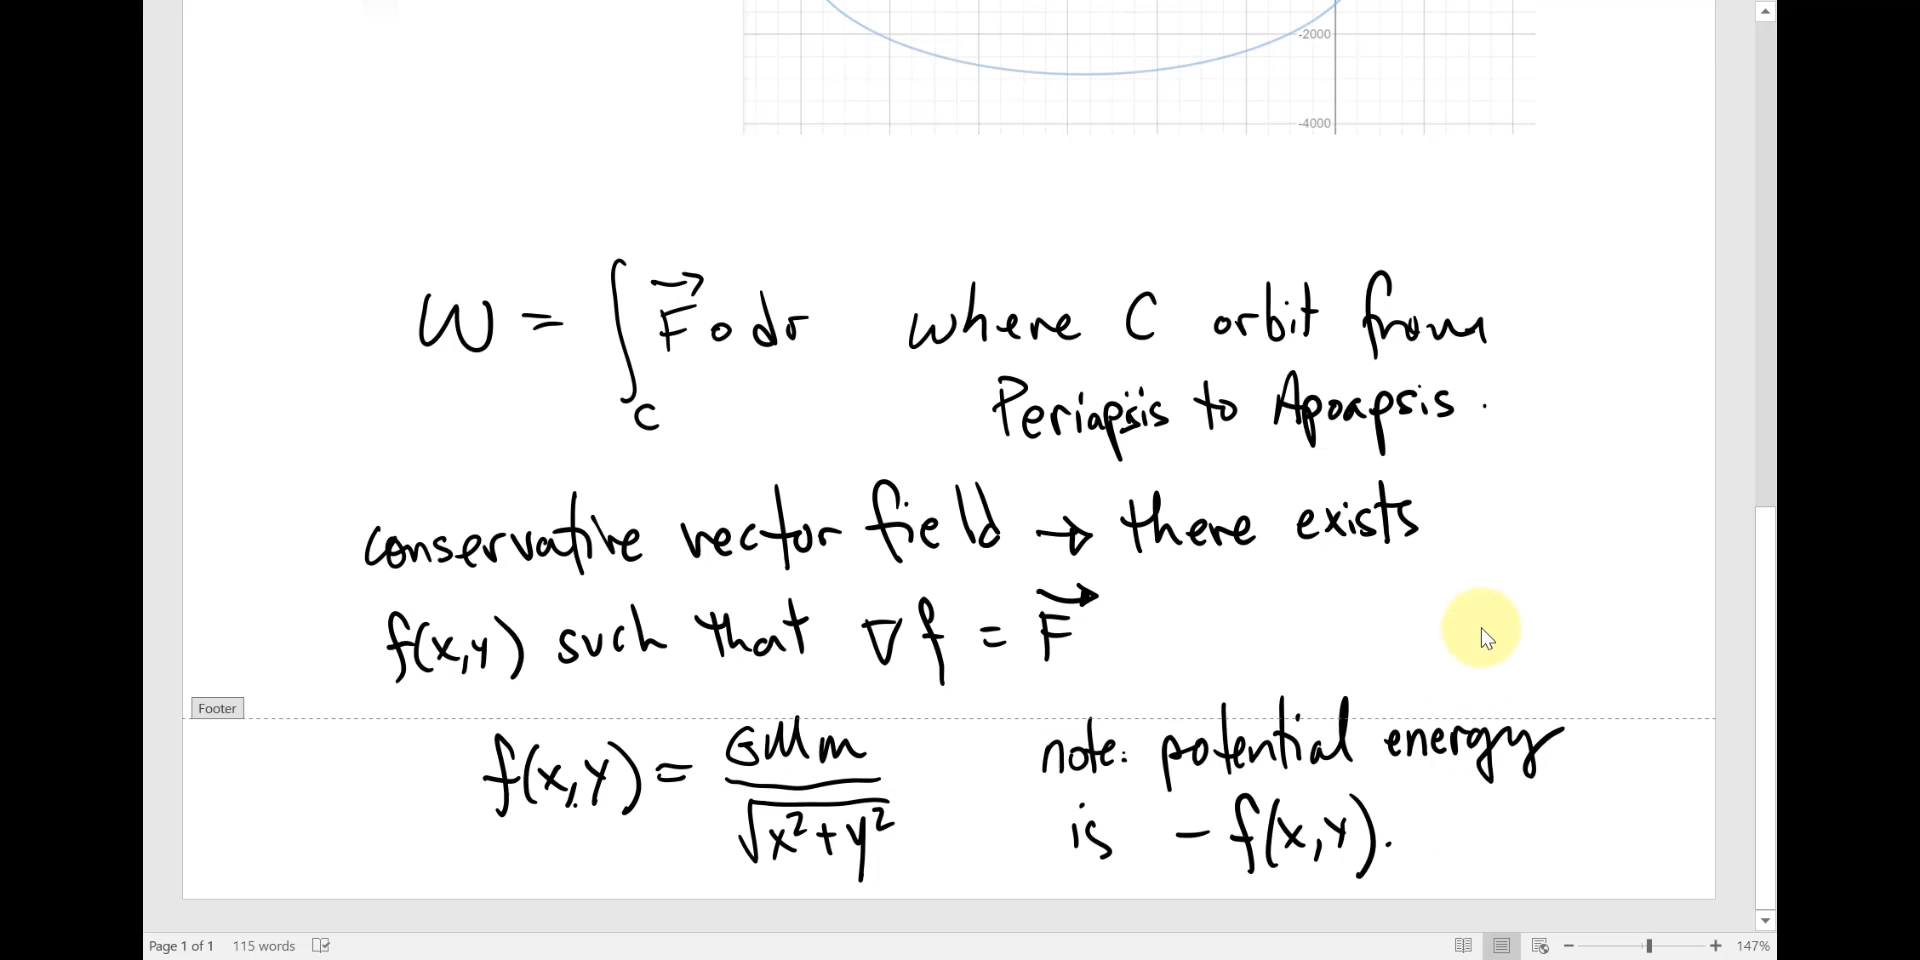 -2000
-4000
W = ∫_C F⃗ ∘ dr where C orbit from
Periapsis to Apoapsis.
conservative vector field → there exists
f(x,y) such that ∇f = F⃗
Footer
f(x,y) = GMm / √(x²+y²) note: potential energy
is -f(x,y).
Page 1 of 1 115 words 147%